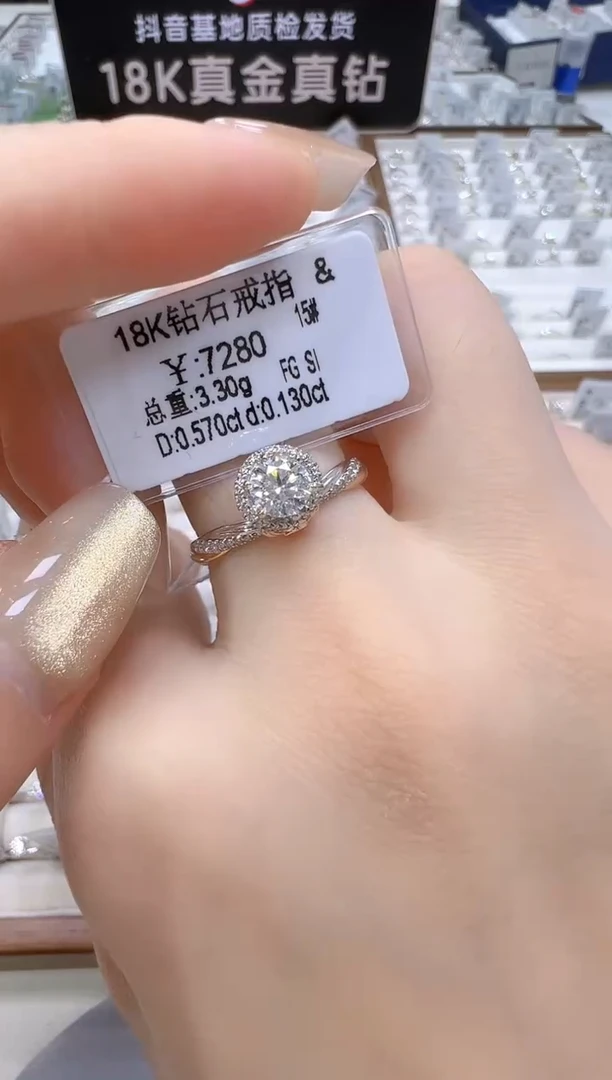 抖音基地质检发货
18K真金真钻
18K钻石戒指 &
15#
￥:7280
总重:3.30g FG SI
D:0.570ct d:0.130ct